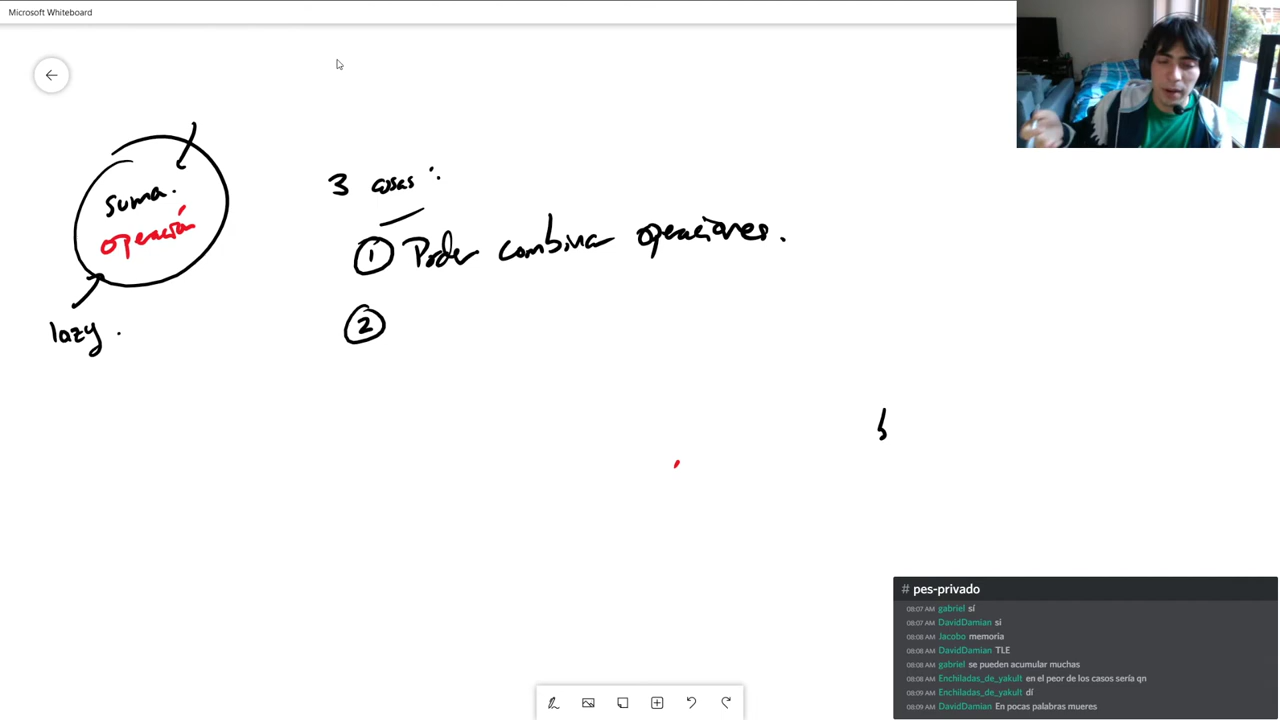 Microsoft Whiteboard
suma.
operación
lazy.
3 cosas:
1 Poder combinar operaciones.
2
# pes-privado
08:07 AM gabriel sí
08:07 AM DavidDamian si
08:08 AM Jacobo memoria
08:08 AM DavidDamian TLE
08:08 AM gabriel se pueden acumular muchas
08:08 AM Enchiladas_de_yakult en el peor de los casos sería qn
08:09 AM Enchiladas_de_yakult dí
08:09 AM DavidDamian En pocas palabras mueres